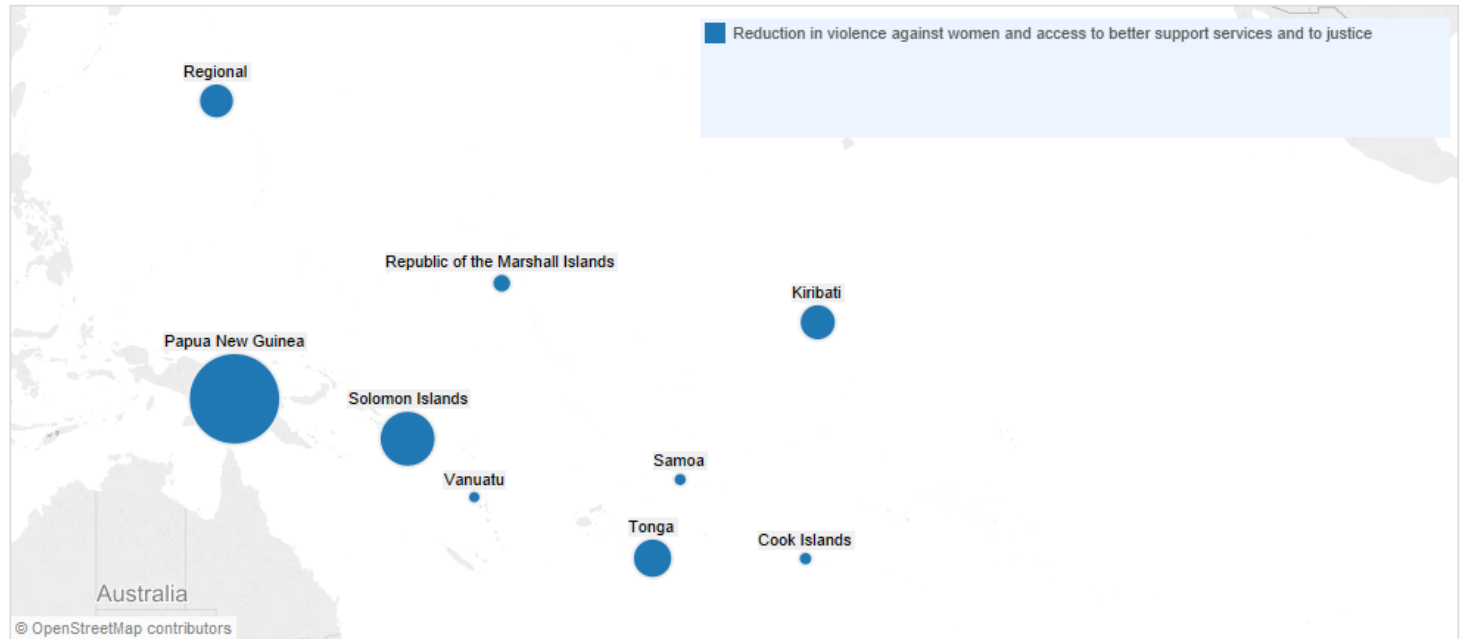 Reduction in violence against women and access to better support services and to justice
Regional
Republic of the Marshall Islands
Kiribati
Papua New Guinea
Solomon Islands
Samoa
Vanuatu
Tonga
Cook Islands
Australia
© OpenStreetMap contributors